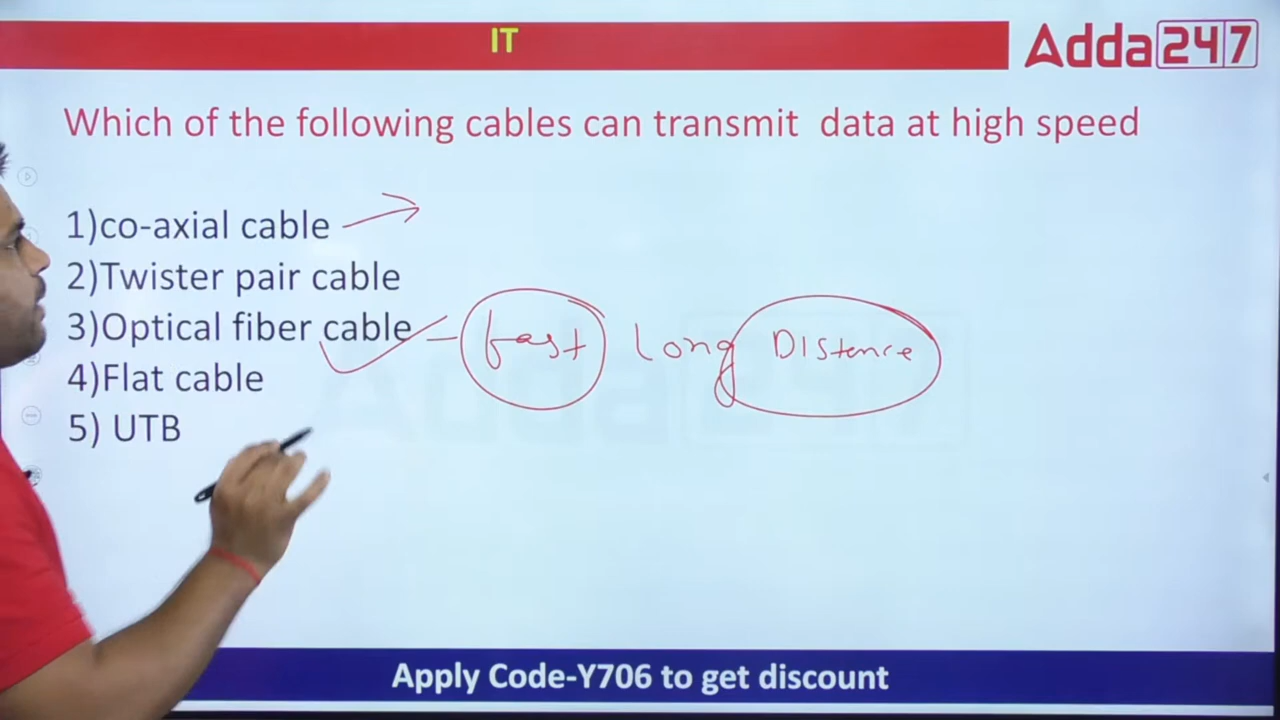 IT
Adda247
Which of the following cables can transmit data at high speed
1)co-axial cable
2)Twister pair cable
3)Optical fiber cable – fast long Distence
4)Flat cable
5) UTB
Apply Code-Y706 to get discount